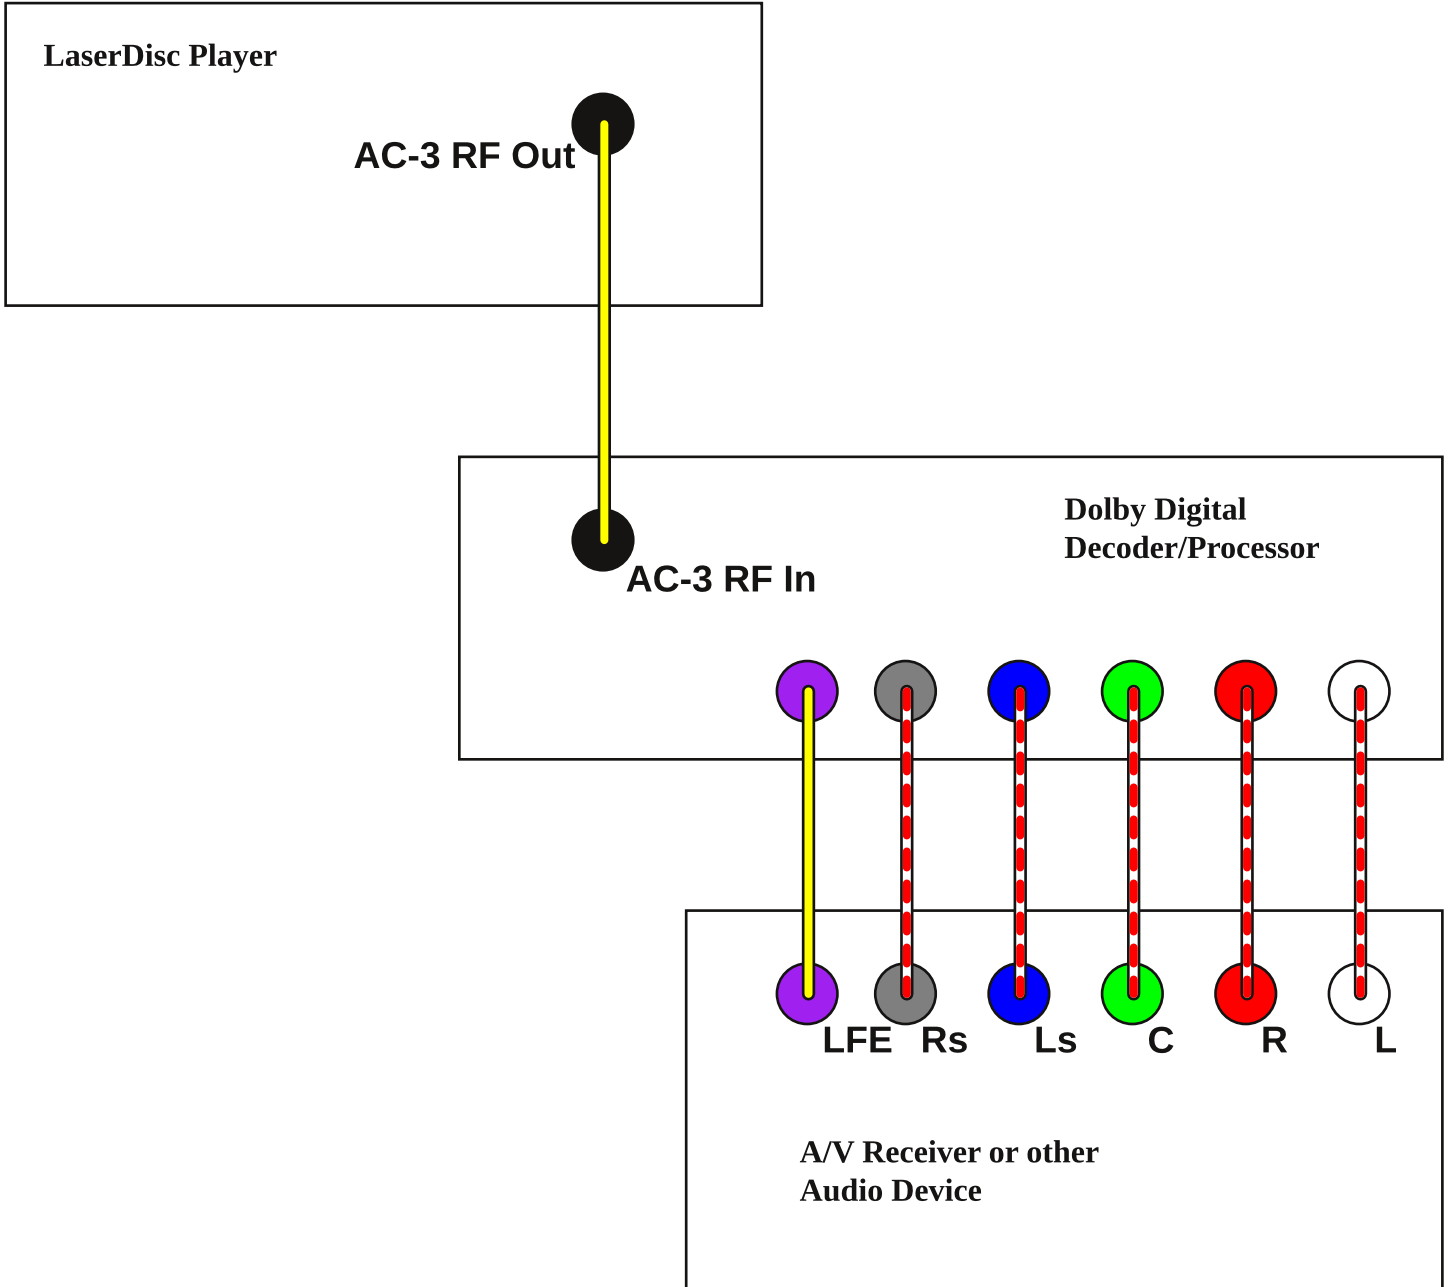 LaserDisc Player
AC-3 RF Out
Dolby Digital
Decoder/Processor
AC-3 RF In
LFE Rs Ls C R L
A/V Receiver or other
Audio Device